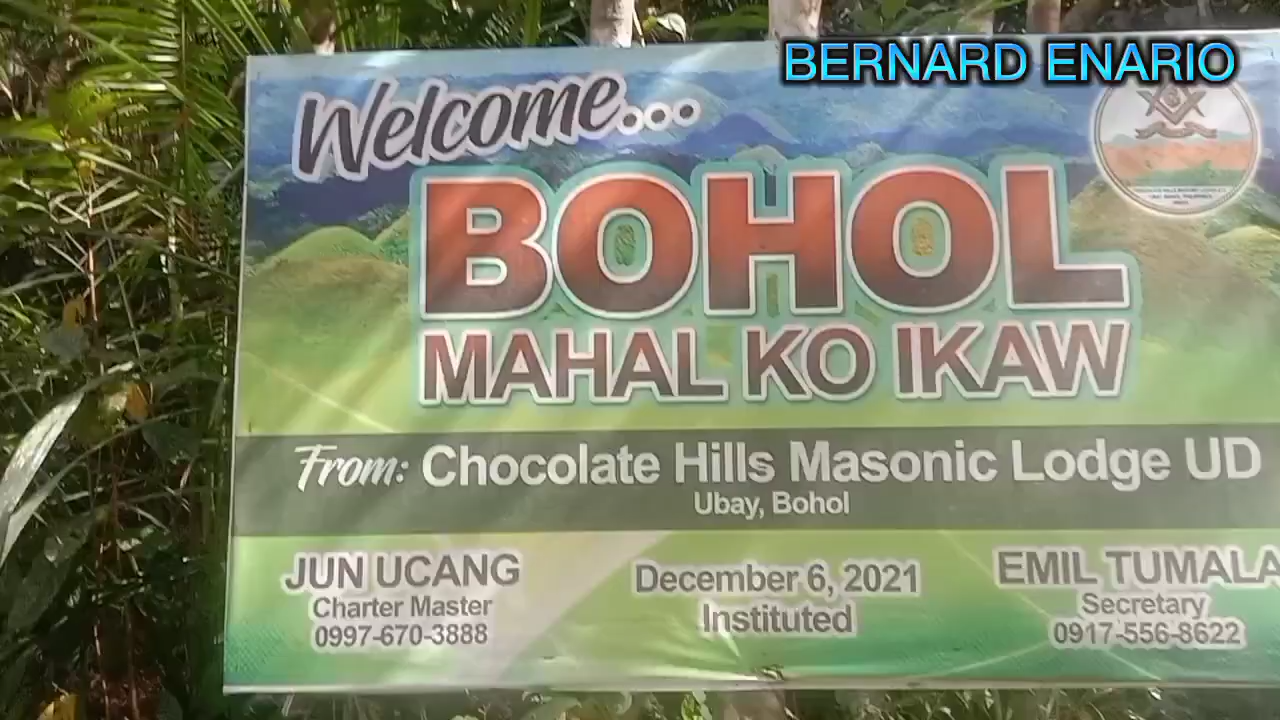 BERNARD ENARIO
Welcome...
BOHOL
MAHAL KO IKAW
From: Chocolate Hills Masonic Lodge UD
Ubay, Bohol
JUN UCANG
Charter Master
0997-670-3888
December 6, 2021
Instituted
EMIL TUMALA
Secretary
0917-556-8622